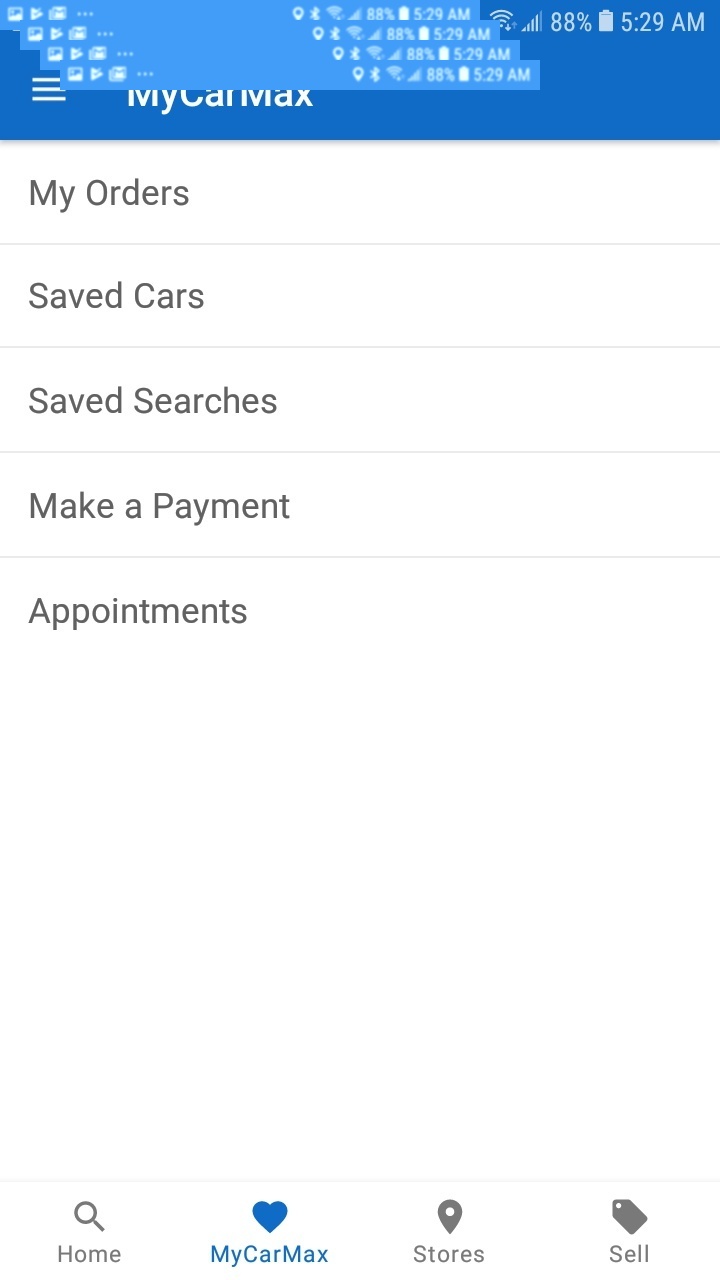 88% 5:29 AM 88% 5:29 AM
88% 5:29 AM
88% 5:29 AM
88% 5:29 AM
MyCarMax
My Orders
Saved Cars
Saved Searches
Make a Payment
Appointments
Home MyCarMax Stores Sell